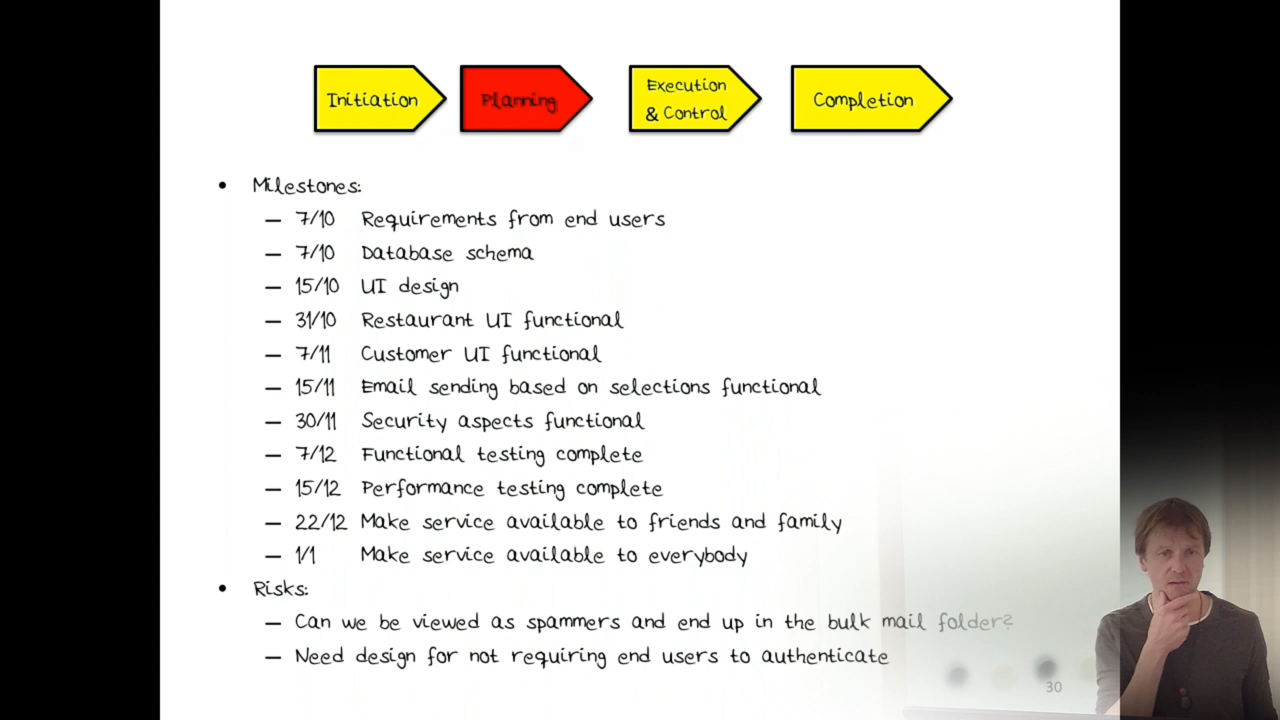 Initiation
Planning
Execution
& Control
Completion
• Milestones:
– 7/10 Requirements from end users
– 7/10 Database schema
– 15/10 UI design
– 31/10 Restaurant UI functional
– 7/11 Customer UI functional
– 15/11 Email sending based on selections functional
– 30/11 Security aspects functional
– 7/12 Functional testing complete
– 15/12 Performance testing complete
– 22/12 Make service available to friends and family
– 1/1 Make service available to everybody
• Risks:
– Can we be viewed as spammers and end up in the bulk mail folder?
– Need design for not requiring end users to authenticate
30